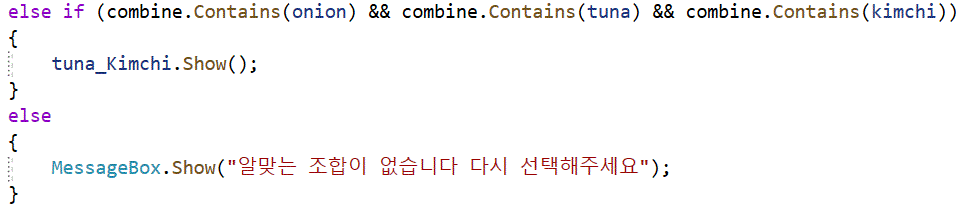 else if (combine.Contains(onion) && combine.Contains(tuna) && combine.Contains(kimchi))
{
    tuna_Kimchi.Show();
}
else
{
    MessageBox.Show("알맞는 조합이 없습니다 다시 선택해주세요");
}